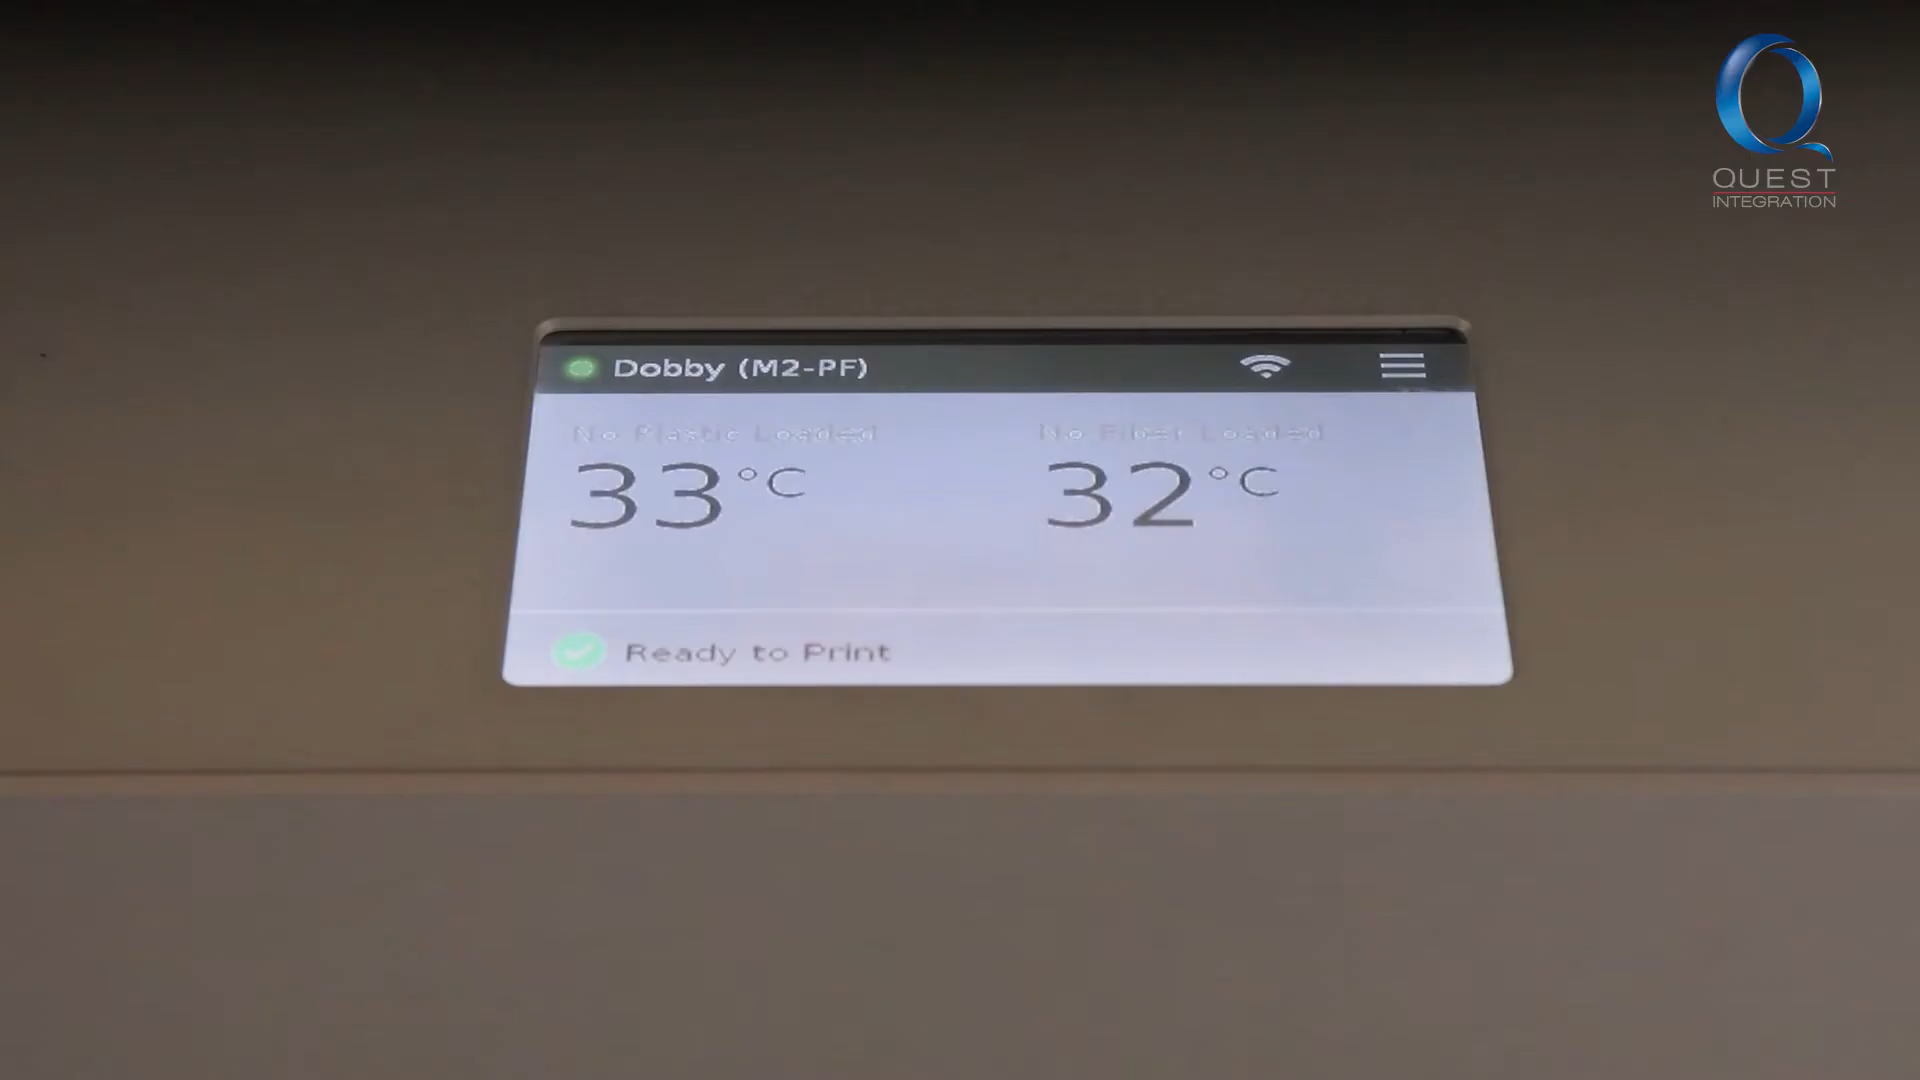 QUEST
INTEGRATION
Dobby (M2-PF)
No Plastic Loaded
No Fiber Loaded
33 °C
32 °C
Ready to Print